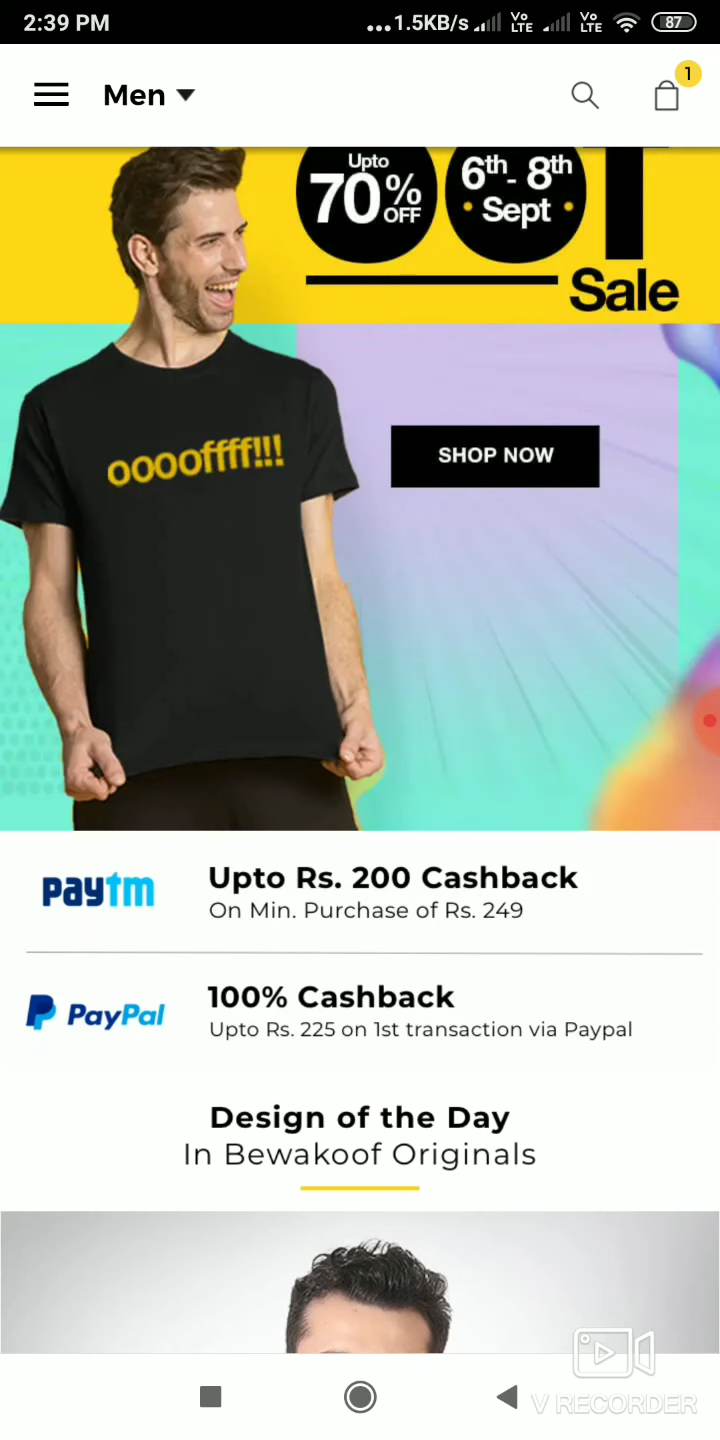 2:39 PM
...1.5KB/s Vo LTE Vo LTE 87
Men
1
Upto
70% OFF
6th- 8th
• Sept •
Sale
ooooffff!!!
SHOP NOW
paytm
Upto Rs. 200 Cashback
On Min. Purchase of Rs. 249
PayPal
100% Cashback
Upto Rs. 225 on 1st transaction via Paypal
Design of the Day
In Bewakoof Originals
V RECORDER